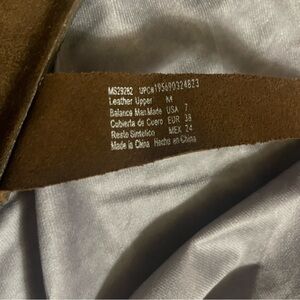 MS29282 UPC#195690324823
Leather Upper M
Balance Man Made USA 7
Cubierta de Cuero EUR 38
Resto Sintetico MEX 24
Made in China Hecho en China